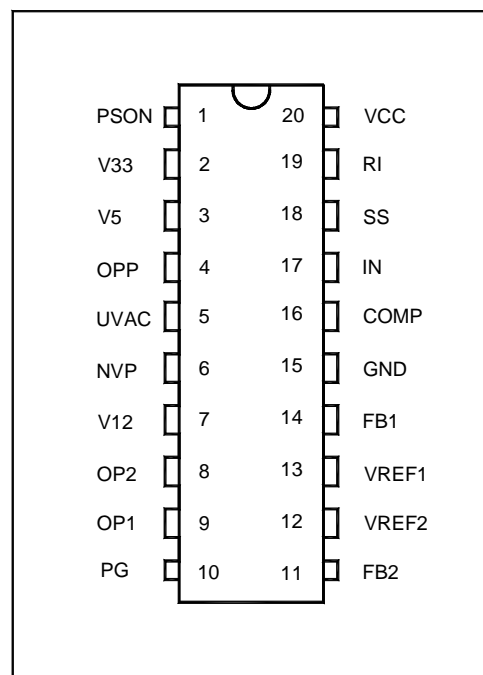 PSON 1 20 VCC
V33 2 19 RI
V5 3 18 SS
OPP 4 17 IN
UVAC 5 16 COMP
NVP 6 15 GND
V12 7 14 FB1
OP2 8 13 VREF1
OP1 9 12 VREF2
PG 10 11 FB2